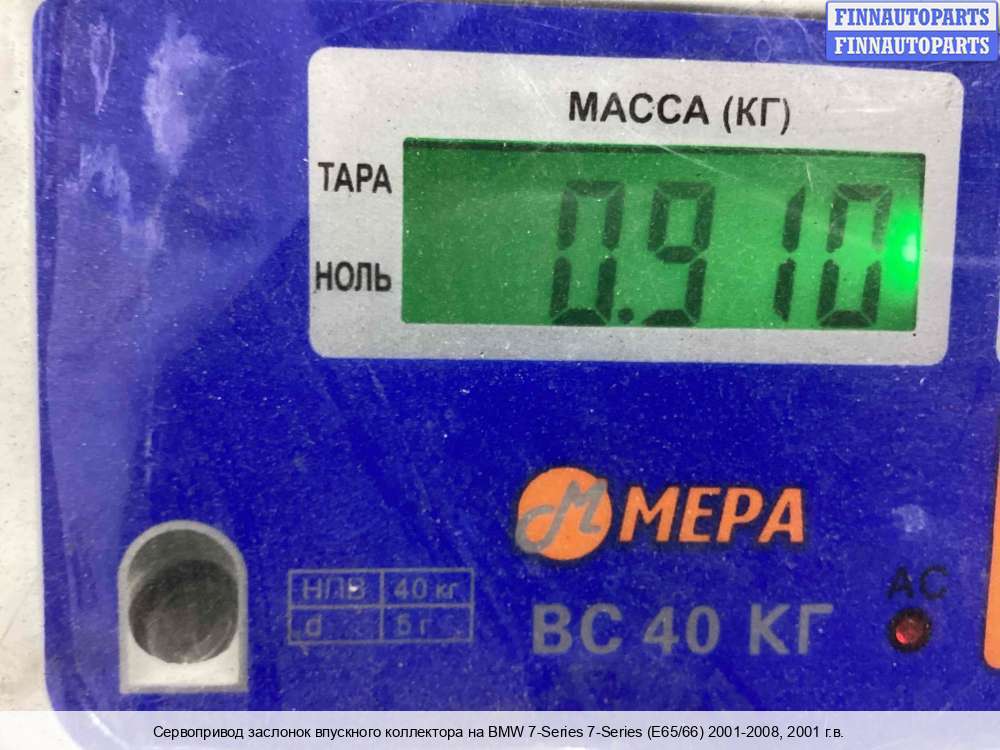 FINNAUTOPARTS
FINNAUTOPARTS
МАССА (КГ)
ТАРА
0.910
НОЛЬ
М МЕРА
НПВ 40 кг
d 5 г
ВС 40 КГ
AC
Сервопривод заслонок впускного коллектора на BMW 7-Series 7-Series (E65/66) 2001-2008, 2001 г.в.